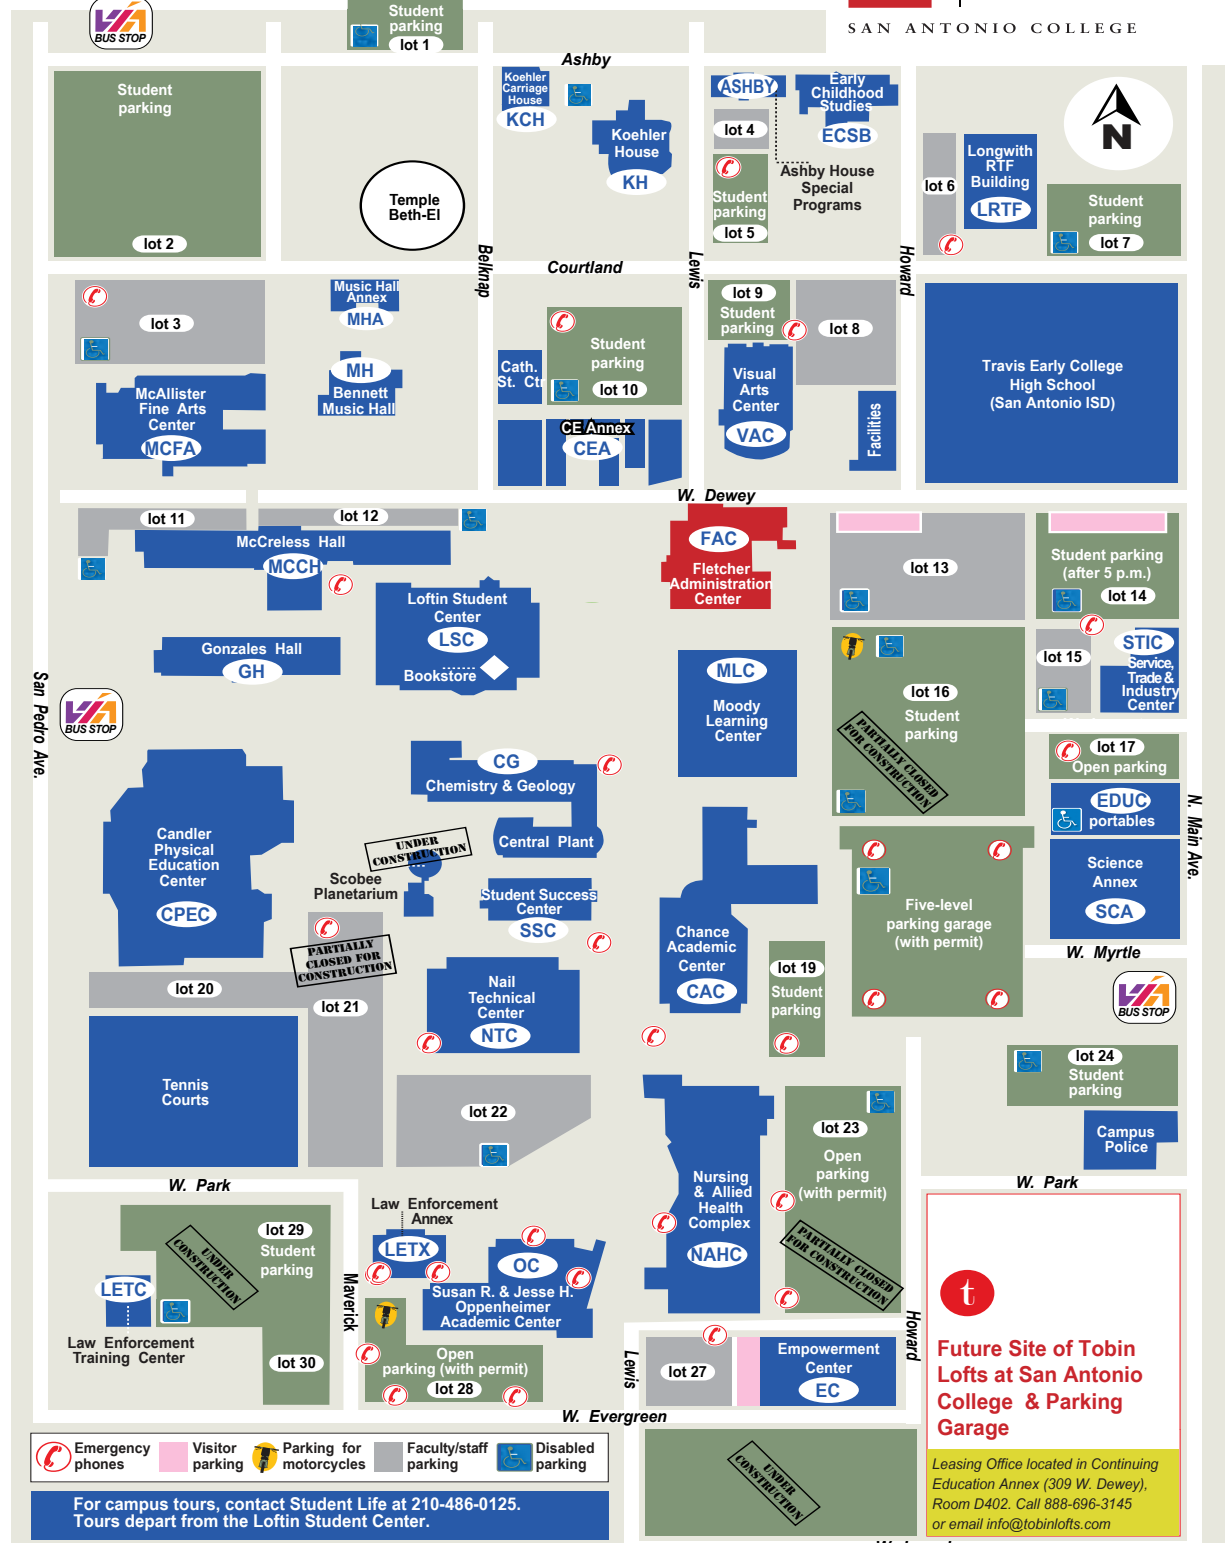 SAN ANTONIO COLLEGE
VIA
BUS STOP
Student
parking
lot 1
Ashby
Student
parking
lot 2
Temple
Beth-El
Koehler
Carriage
House
KCH
Koehler
House
KH
ASHBY
lot 4
Student
parking
lot 5
Early
Childhood
Studies
ECSB
Ashby House
Special
Programs
lot 6
Longwith
RTF
Building
LRTF
N
Student
parking
lot 7
Belknap
Courtland
Lewis
Howard
lot 3
Music Hall
Annex
MHA
MH
Bennett
Music Hall
McAllister
Fine Arts
Center
MCFA
Cath.
St. Ctr
Student
parking
lot 10
CE Annex
CEA
lot 9
Student
parking
lot 8
Visual
Arts
Center
VAC
Facilities
Travis Early College
High School
(San Antonio ISD)
W. Dewey
lot 11
lot 12
McCreless Hall
MCCH
FAC
Fletcher
Administration
Center
lot 13
Student parking
(after 5 p.m.)
lot 14
Loftin Student
Center
LSC
Bookstore
Gonzales Hall
GH
MLC
Moody
Learning
Center
lot 16
Student
parking
PARTIALLY CLOSED
FOR CONSTRUCTION
lot 15
STIC
Service,
Trade &
Industry
Center
San Pedro Ave.
VIA
BUS STOP
CG
Chemistry & Geology
Central Plant
lot 17
Open parking
EDUC
portables
N. Main Ave.
Candler
Physical
Education
Center
CPEC
UNDER
CONSTRUCTION
Scobee
Planetarium
Student Success
Center
SSC
Chance
Academic
Center
CAC
Five-level
parking garage
(with permit)
Science
Annex
SCA
W. Myrtle
PARTIALLY
CLOSED FOR
CONSTRUCTION
lot 20
lot 21
Nail
Technical
Center
NTC
lot 19
Student
parking
VIA
BUS STOP
Tennis
Courts
lot 22
lot 23
Open
parking
(with permit)
PARTIALLY CLOSED
FOR CONSTRUCTION
lot 24
Student
parking
Campus
Police
W. Park
W. Park
Nursing
& Allied
Health
Complex
NAHC
lot 29
Student
parking
UNDER
CONSTRUCTION
LETC
Law Enforcement
Training Center
lot 30
Maverick
Law Enforcement
Annex
LETX
OC
Susan R. & Jesse H.
Oppenheimer
Academic Center
Open
parking (with permit)
lot 28
Lewis
lot 27
Empowerment
Center
EC
Howard
t
Future Site of Tobin
Lofts at San Antonio
College & Parking
Garage
Leasing Office located in Continuing
Education Annex (309 W. Dewey),
Room D402. Call 888-696-3145
or email info@tobinlofts.com
W. Evergreen
UNDER
CONSTRUCTION
Emergency
phones
Visitor
parking
Parking for
motorcycles
Faculty/staff
parking
Disabled
parking
For campus tours, contact Student Life at 210-486-0125.
Tours depart from the Loftin Student Center.